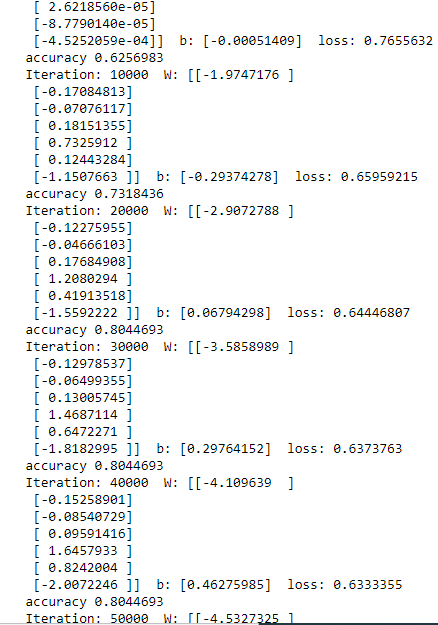 [ 2.6218560e-05]
[-8.7790140e-05]
[-4.5252059e-04]]  b: [-0.00051409]  loss: 0.7655632
accuracy 0.6256983
Iteration: 10000  W: [[-1.9747176 ]
[-0.17084813]
[-0.07076117]
[ 0.18151355]
[ 0.7325912 ]
[ 0.12443284]
[-1.1507663 ]]  b: [-0.29374278]  loss: 0.65959215
accuracy 0.7318436
Iteration: 20000  W: [[-2.9072788 ]
[-0.12275955]
[-0.04666103]
[ 0.17684908]
[ 1.2080294 ]
[ 0.41913518]
[-1.5592222 ]]  b: [0.06794298]  loss: 0.64446807
accuracy 0.8044693
Iteration: 30000  W: [[-3.5858989 ]
[-0.12978537]
[-0.06499355]
[ 0.13005745]
[ 1.4687114 ]
[ 0.6472271 ]
[-1.8182995 ]]  b: [0.29764152]  loss: 0.6373763
accuracy 0.8044693
Iteration: 40000  W: [[-4.109639  ]
[-0.15258901]
[-0.08540729]
[ 0.09591416]
[ 1.6457933 ]
[ 0.8242004 ]
[-2.0072246 ]]  b: [0.46275985]  loss: 0.6333355
accuracy 0.8044693
Iteration: 50000  W: [[-4.5327325 ]